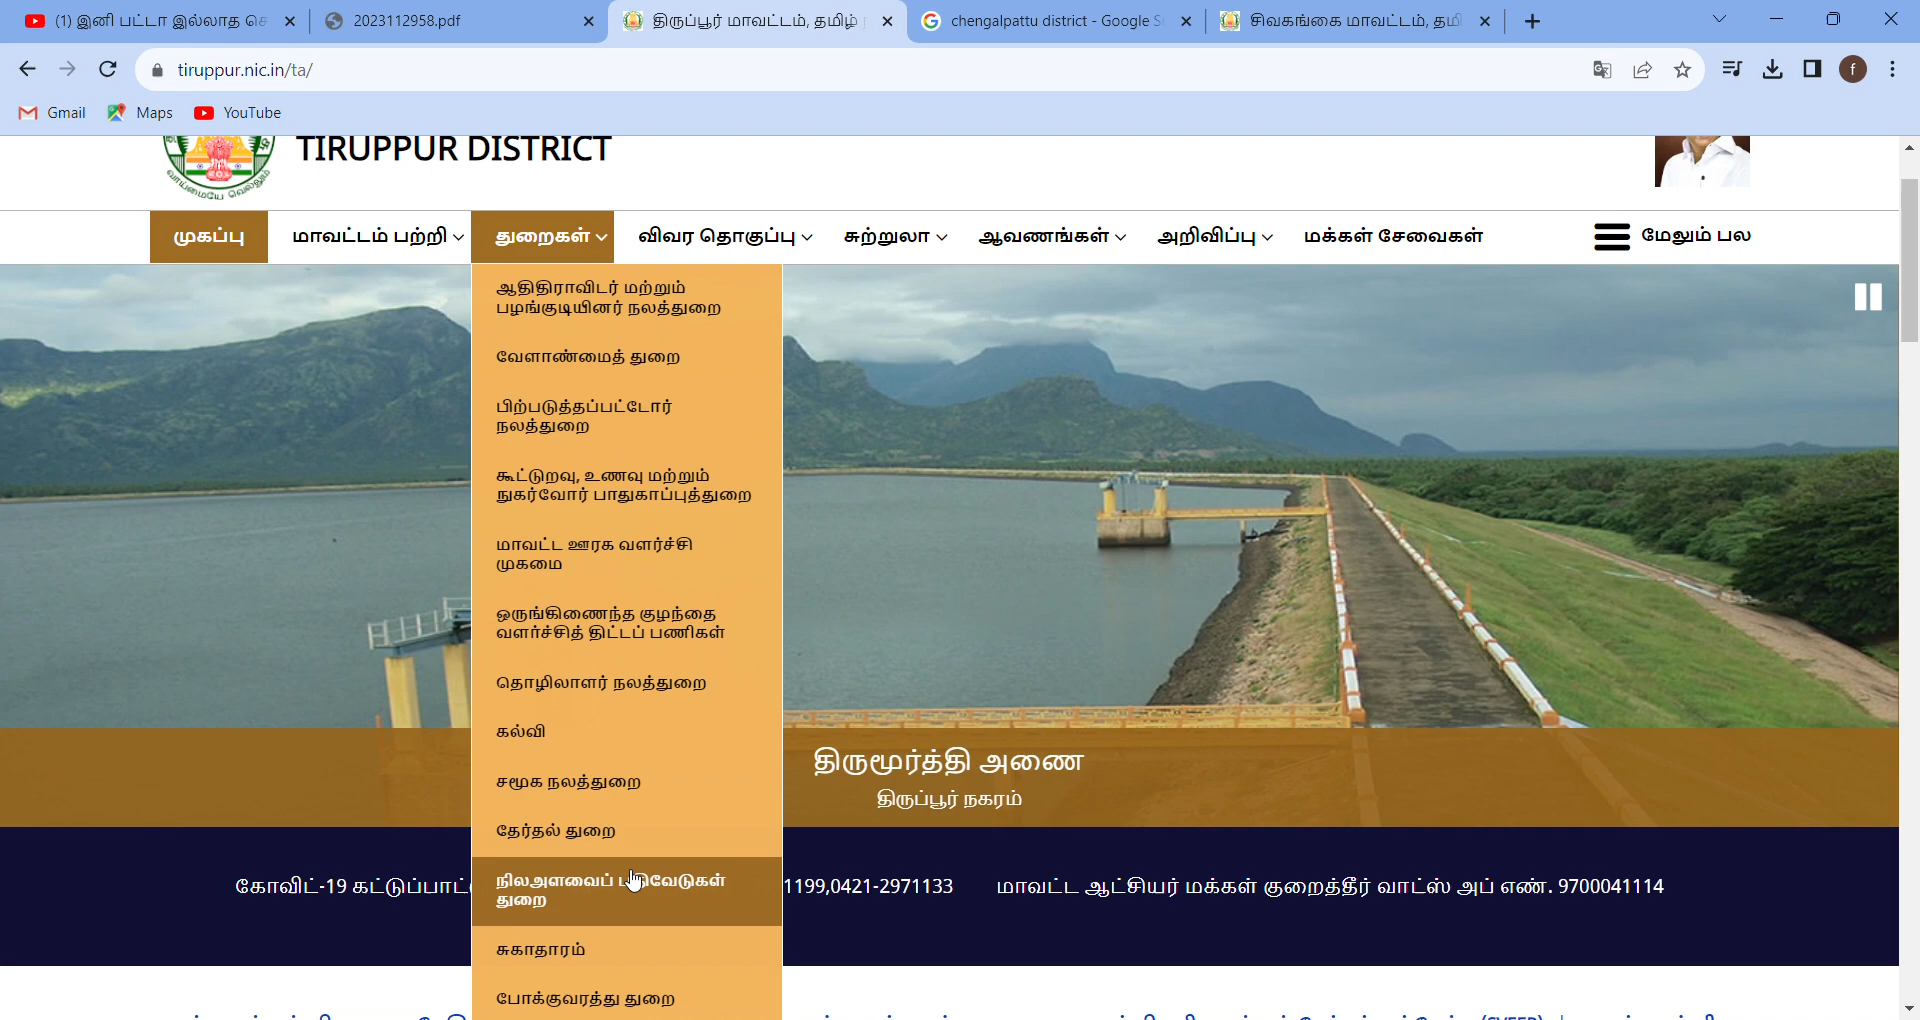 (1) இனி பட்டா இல்லாத
2023112958.pdf
திருப்பூர் மாவட்டம், தமிழ்
chengalpattu district - Google
சிவகங்கை மாவட்டம்,
tiruppur.nic.in/ta/
f
Gmail
Maps
YouTube
வாய்மையே வெல்லும்
TIRUPPUR DISTRICT
முகப்பு
மாவட்டம் பற்றி
துறைகள்
விவர தொகுப்பு
சுற்றுலா
ஆவணங்கள்
அறிவிப்பு
மக்கள் சேவைகள்
மேலும் பல
ஆதிதிராவிடர் மற்றும்
பழங்குடியினர் நலத்துறை
வேளாண்மைத் துறை
பிற்படுத்தப்பட்டோர்
நலத்துறை
கூட்டுறவு, உணவு மற்றும்
நுகர்வோர் பாதுகாப்புத்துறை
மாவட்ட ஊரக வளர்ச்சி
முகமை
ஒருங்கிணைந்த குழந்தை
வளர்ச்சித் திட்டப் பணிகள்
தொழிலாளர் நலத்துறை
கல்வி
சமூக நலத்துறை
தேர்தல் துறை
நிலஅளவைப்
துறை
சுகாதாரம்
போக்குவரத்து துறை
திருமூர்த்தி அணை
திருப்பூர் நகரம்
கோவிட்-19 1199,0421-2971133 மாவட்ட ஆட்சியர் மக்கள் குறைத்தீர் வாட்ஸ் அப் எண். 9700041114